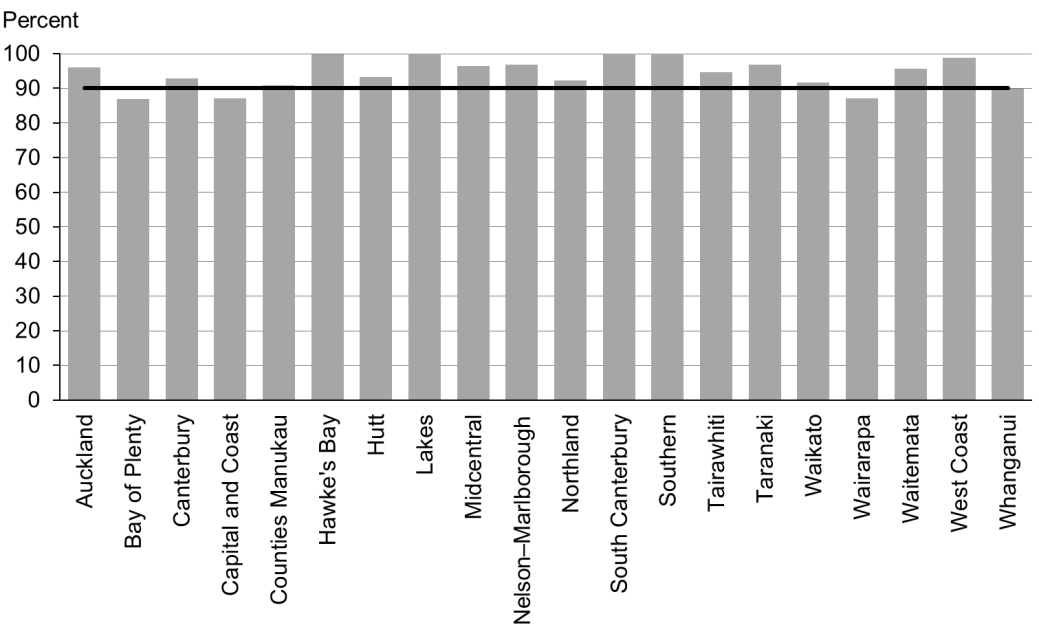 Percent
100
90
80
70
60
50
40
30
20
10
0
Auckland
Bay of Plenty
Canterbury
Capital and Coast
Counties Manukau
Hawke's Bay
Hutt
Lakes
Midcentral
Nelson–Marlborough
Northland
South Canterbury
Southern
Tairawhiti
Taranaki
Waikato
Wairarapa
Waitemata
West Coast
Whanganui